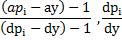 (ap_i − ay) − 1 / (dp_i − dy) − 1 , dp_i / dy